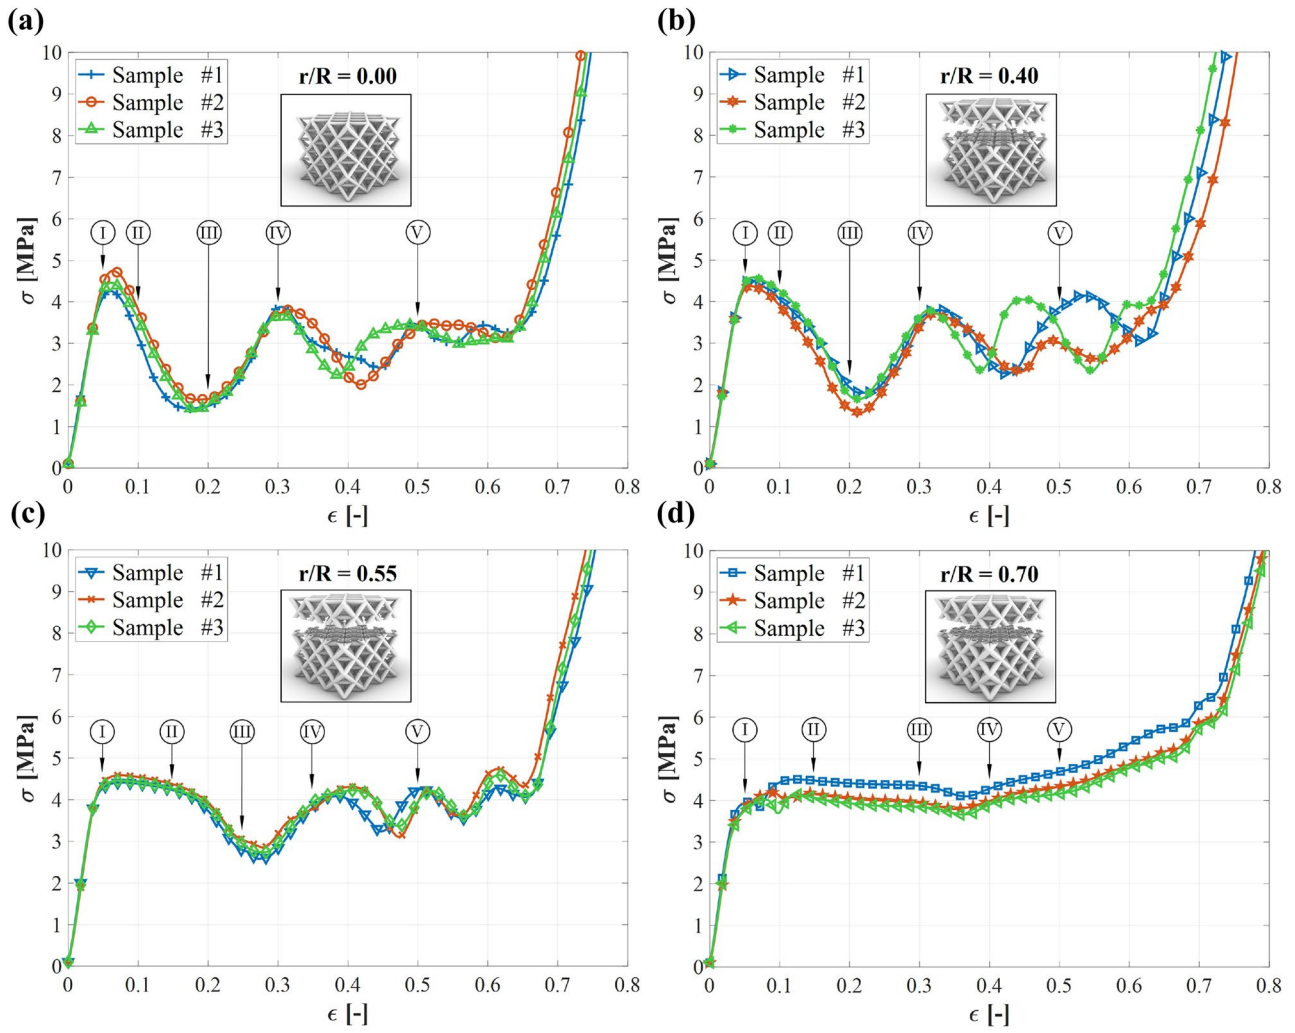 (a)
σ [MPa]
10
9
8
7
6
5
4
3
2
1
0
Sample #1
Sample #2
Sample #3
r/R = 0.00
I II III IV V
0 0.1 0.2 0.3 0.4 0.5 0.6 0.7 0.8
ϵ [-]
(b)
σ [MPa]
10
9
8
7
6
5
4
3
2
1
0
Sample #1
Sample #2
Sample #3
r/R = 0.40
I II III IV V
0 0.1 0.2 0.3 0.4 0.5 0.6 0.7 0.8
ϵ [-]
(c)
σ [MPa]
10
9
8
7
6
5
4
3
2
1
0
Sample #1
Sample #2
Sample #3
r/R = 0.55
I II III IV V
0 0.1 0.2 0.3 0.4 0.5 0.6 0.7 0.8
ϵ [-]
(d)
σ [MPa]
10
9
8
7
6
5
4
3
2
1
0
Sample #1
Sample #2
Sample #3
r/R = 0.70
I II III IV V
0 0.1 0.2 0.3 0.4 0.5 0.6 0.7 0.8
ϵ [-]